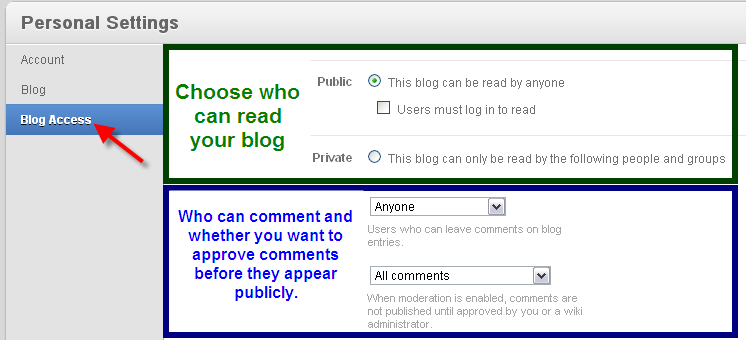 Personal Settings
Account
Blog
Blog Access
Choose who
can read
your blog
Public
This blog can be read by anyone
Users must log in to read
Private
This blog can only be read by the following people and groups
Who can comment and
whether you want to
approve comments
before they appear
publicly.
Anyone
Users who can leave comments on blog
entries.
All comments
When moderation is enabled, comments are
not published until approved by you or a wiki
administrator.